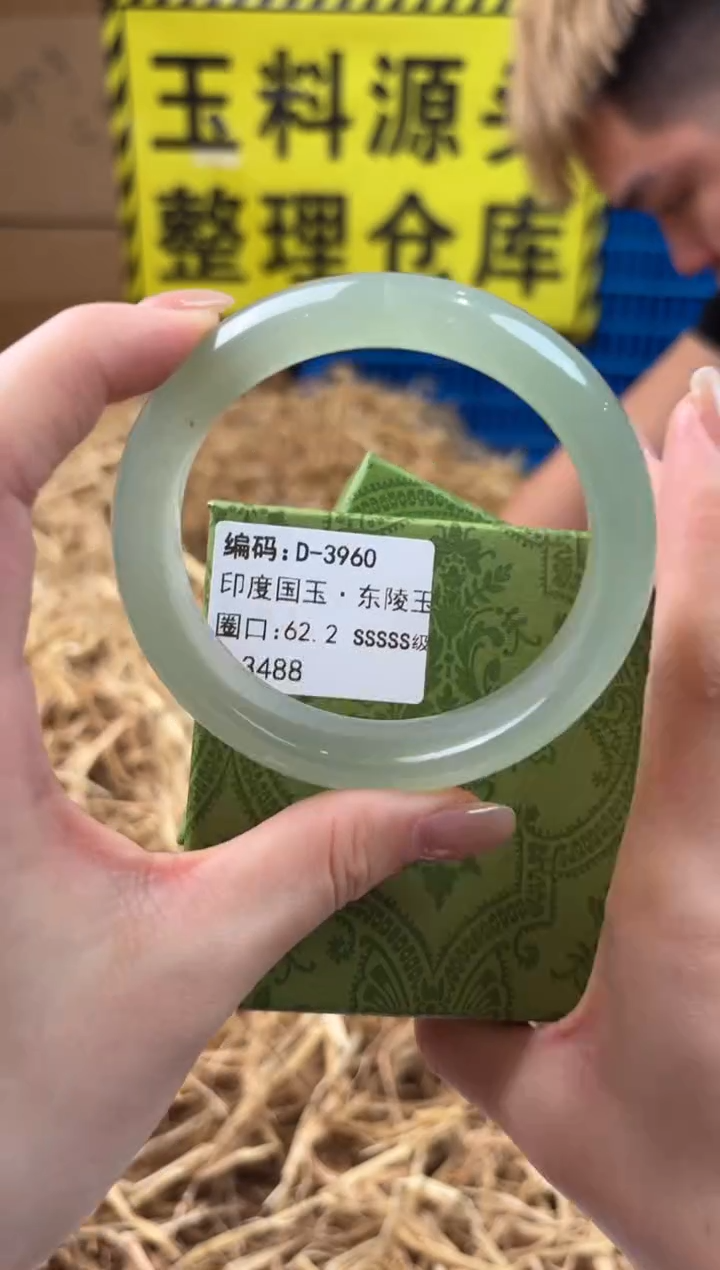 玉料源头
整理仓库
编码:D-3960
印度国玉·东陵玉
圈口:62.2 SSSSS级
3488